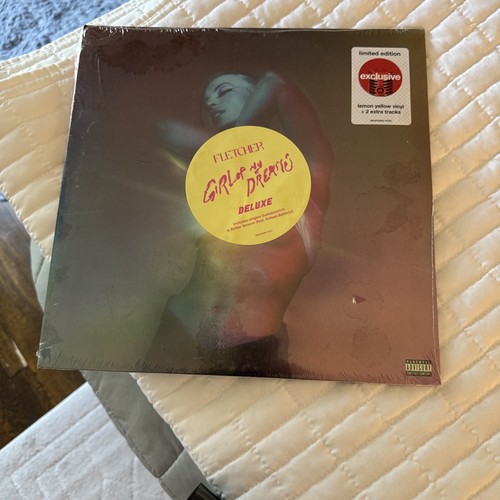 limited edition
exclusive
lemon yellow vinyl
+ 2 extra tracks
FLETCHER
GiRL OF MY
DREAMS
DELUXE
PARENTAL
ADVISORY
EXPLICIT CONTENT